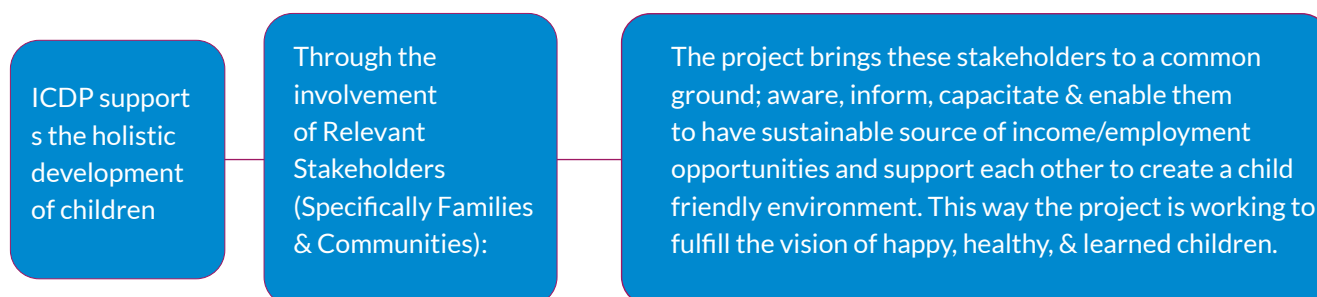 ICDP support
s the holistic
development
of children
Through the
involvement
of Relevant
Stakeholders
(Specifically Families
& Communities):
The project brings these stakeholders to a common
ground; aware, inform, capacitate & enable them
to have sustainable source of income/employment
opportunities and support each other to create a child
friendly environment. This way the project is working to
fulfill the vision of happy, healthy, & learned children.